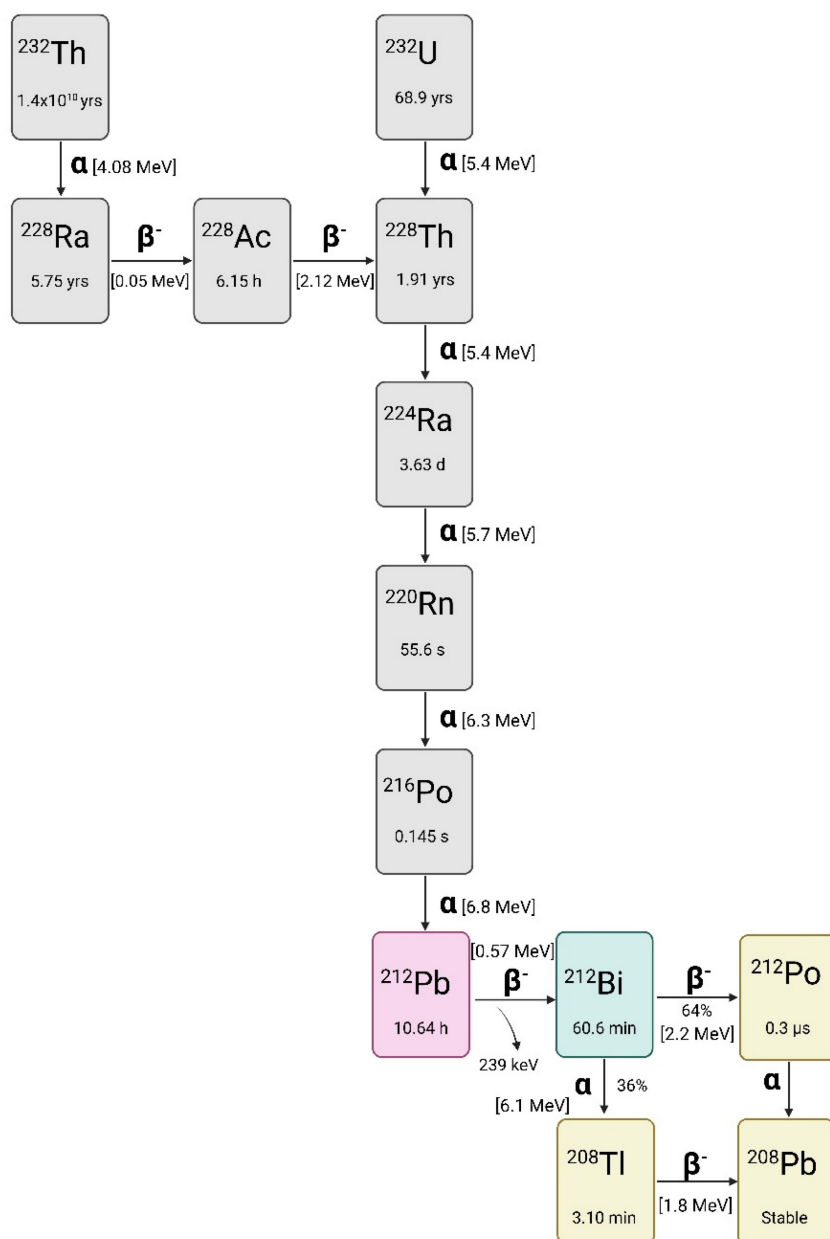 ²³²Th
1.4x10¹⁰ yrs
²³²U
68.9 yrs
α [4.08 MeV]
α [5.4 MeV]
²²⁸Ra
5.75 yrs
β⁻
[0.05 MeV]
²²⁸Ac
6.15 h
β⁻
[2.12 MeV]
²²⁸Th
1.91 yrs
α [5.4 MeV]
²²⁴Ra
3.63 d
α [5.7 MeV]
²²⁰Rn
55.6 s
α [6.3 MeV]
²¹⁶Po
0.145 s
α [6.8 MeV]
²¹²Pb
10.64 h
[0.57 MeV]
β⁻
239 keV
²¹²Bi
60.6 min
β⁻
64%
[2.2 MeV]
²¹²Po
0.3 µs
α 36%
[6.1 MeV]
α
²⁰⁸Tl
3.10 min
β⁻
[1.8 MeV]
²⁰⁸Pb
Stable